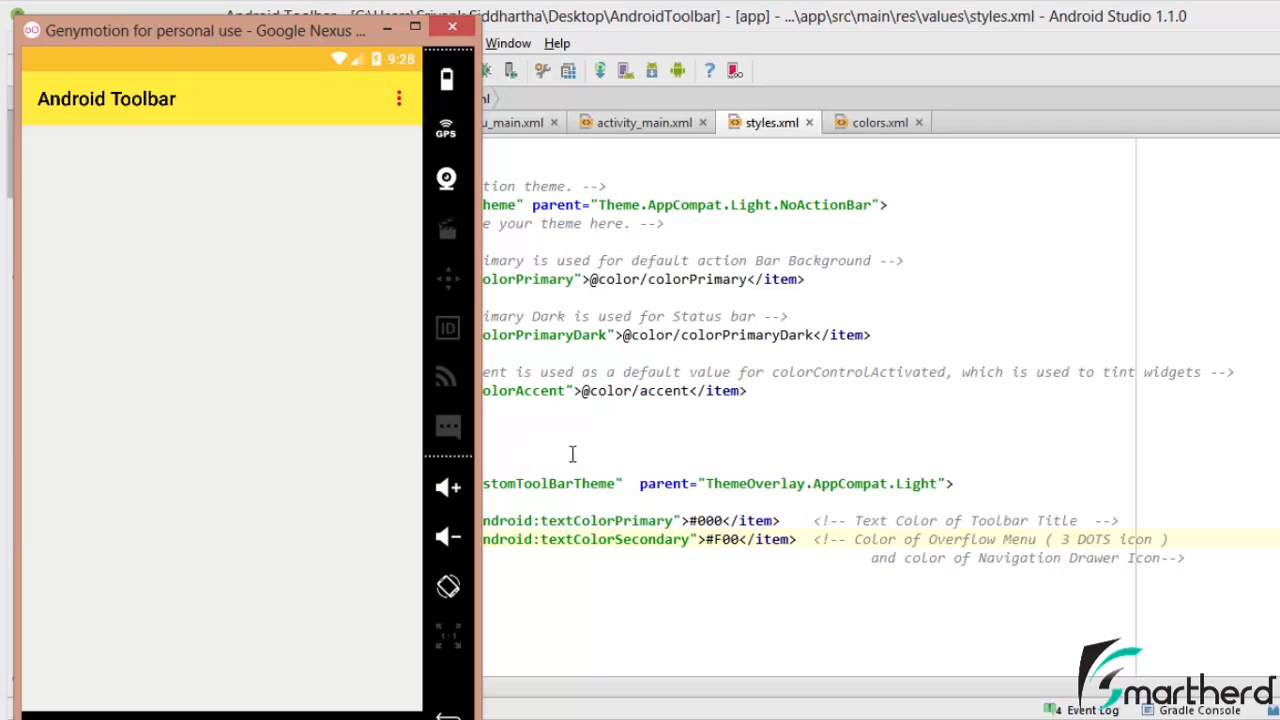 Android Toolbar - [C:\Users\Sriyank Siddhartha\Desktop\AndroidToolbar] - [app] - ...\app\src\main\res\values\styles.xml - Android Studio 1.1.0
Genymotion for personal use - Google Nexus ...
Window Help
9:28
Android Toolbar
GPS
ID
1:1
u_main.xml activity_main.xml styles.xml colors.xml
tion theme. -->
heme" parent="Theme.AppCompat.Light.NoActionBar">
e your theme here. -->
imary is used for default action Bar Background -->
olorPrimary">@color/colorPrimary</item>
imary Dark is used for Status bar -->
olorPrimaryDark">@color/colorPrimaryDark</item>
ent is used as a default value for colorControlActivated, which is used to tint widgets -->
olorAccent">@color/accent</item>
stomToolBarTheme" parent="ThemeOverlay.AppCompat.Light">
ndroid:textColorPrimary">#000</item> <!-- Text Color of Toolbar Title -->
ndroid:textColorSecondary">#F00</item> <!-- Color of Overflow Menu ( 3 DOTS icon )
and color of Navigation Drawer Icon-->
Smartherd
Event Log Gradle Console